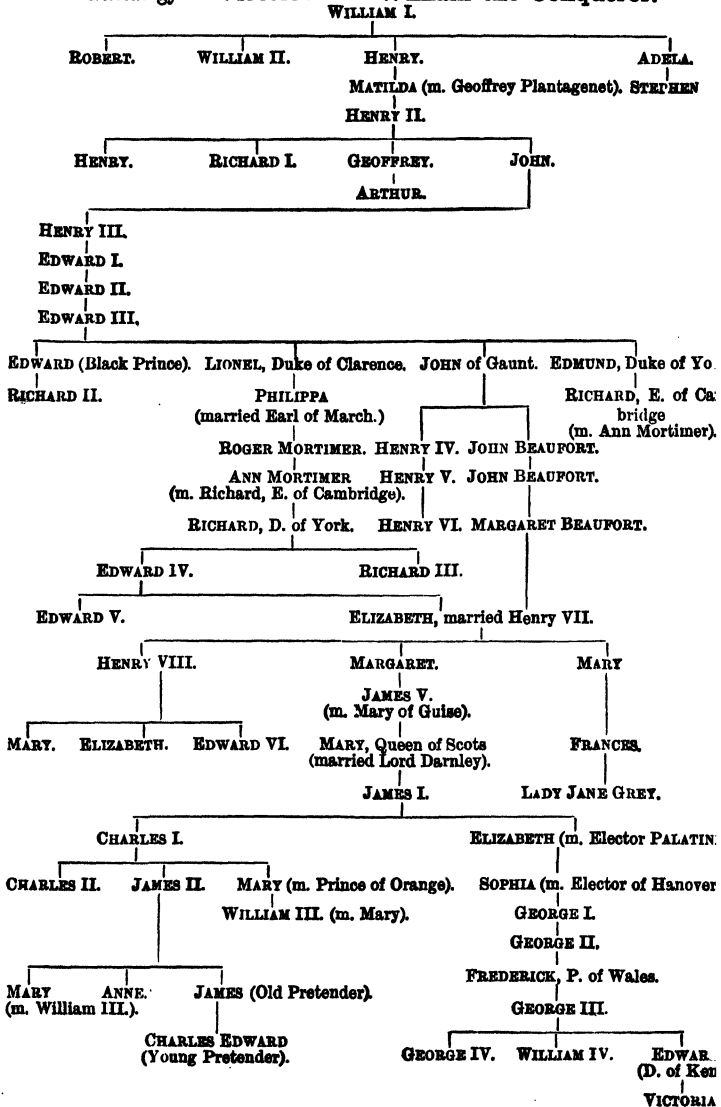 WILLIAM I.
ROBERT. WILLIAM II. HENRY. ADELA.
MATILDA (m. Geoffrey Plantagenet). STEPHEN
HENRY II.
HENRY. RICHARD I. GEOFFREY. JOHN.
ARTHUR.
HENRY III.
EDWARD I.
EDWARD II.
EDWARD III.
EDWARD (Black Prince). LIONEL, Duke of Clarence. JOHN of Gaunt. EDMUND, Duke of Yo
RICHARD II. PHILIPPA RICHARD, E. of Ca
(married Earl of March.) bridge
(m. Ann Mortimer).
ROGER MORTIMER. HENRY IV. JOHN BEAUFORT.
ANN MORTIMER HENRY V. JOHN BEAUFORT.
(m. Richard, E. of Cambridge).
RICHARD, D. of York. HENRY VI. MARGARET BEAUFORT.
EDWARD IV. RICHARD III.
EDWARD V. ELIZABETH, married Henry VII.
HENRY VIII. MARGARET. MARY
JAMES V.
(m. Mary of Guise).
MARY. ELIZABETH. EDWARD VI. MARY, Queen of Scots FRANCES.
(married Lord Darnley).
JAMES I. LADY JANE GREY.
CHARLES I. ELIZABETH (m. Elector PALATIN
CHARLES II. JAMES II. MARY (m. Prince of Orange). SOPHIA (m. Elector of Hanover
WILLIAM III. (m. Mary). GEORGE I.
GEORGE II.
FREDERICK, P. of Wales.
MARY ANNE. JAMES (Old Pretender).
(m. William III.). GEORGE III.
CHARLES EDWARD
(Young Pretender). GEORGE IV. WILLIAM IV. EDWAR
(D. of Ken
VICTORIA